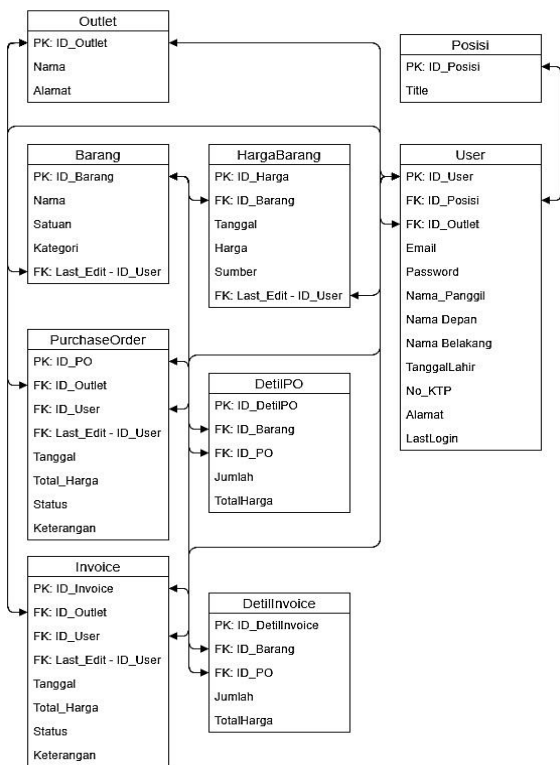 Outlet
PK: ID_Outlet
Nama
Alamat
Posisi
PK: ID_Posisi
Title
Barang
PK: ID_Barang
Nama
Satuan
Kategori
FK: Last_Edit - ID_User
HargaBarang
PK: ID_Harga
FK: ID_Barang
Tanggal
Harga
Sumber
FK: Last_Edit - ID_User
User
PK: ID_User
FK: ID_Posisi
FK: ID_Outlet
Email
Password
Nama_Panggil
Nama Depan
Nama Belakang
TanggalLahir
No_KTP
Alamat
LastLogin
PurchaseOrder
PK: ID_PO
FK: ID_Outlet
FK: ID_User
FK: Last_Edit - ID_User
Tanggal
Total_Harga
Status
Keterangan
DetilPO
PK: ID_DetilPO
FK: ID_Barang
FK: ID_PO
Jumlah
TotalHarga
Invoice
PK: ID_Invoice
FK: ID_Outlet
FK: ID_User
FK: Last_Edit - ID_User
Tanggal
Total_Harga
Status
Keterangan
DetilInvoice
PK: ID_DetilInvoice
FK: ID_Barang
FK: ID_PO
Jumlah
TotalHarga